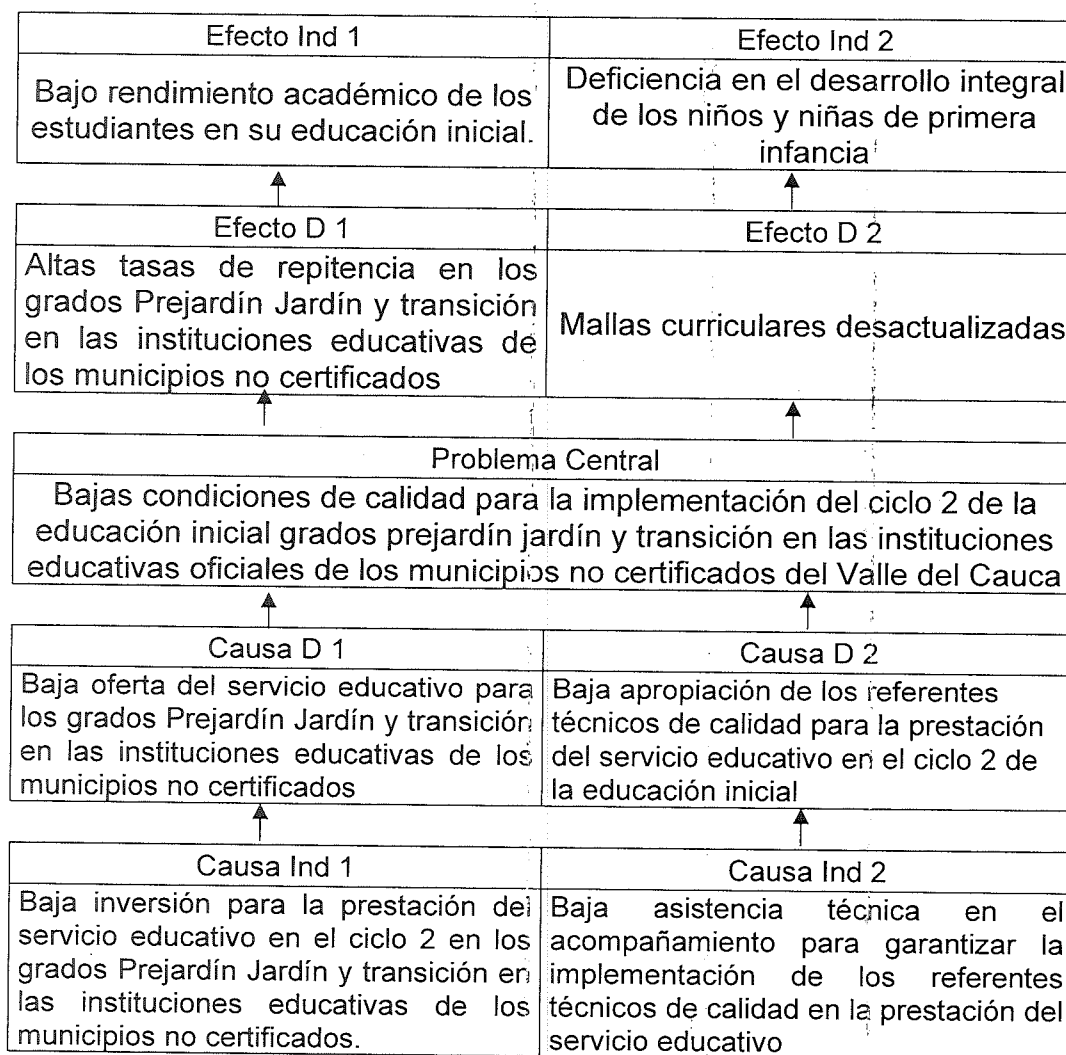 Efecto Ind 1
Bajo rendimiento académico de los
estudiantes en su educación inicial.
Efecto Ind 2
Deficiencia en el desarrollo integral
de los niños y niñas de primera
infancia
Efecto D 1
Altas tasas de repitencia en los
grados Prejardín Jardín y transición
en las instituciones educativas de
los municipios no certificados
Efecto D 2
Mallas curriculares desactualizadas
Problema Central
Bajas condiciones de calidad para la implementación del ciclo 2 de la
educación inicial grados prejardín jardín y transición en las instituciones
educativas oficiales de los municipios no certificados del Valle del Cauca
Causa D 1
Baja oferta del servicio educativo para
los grados Prejardín Jardín y transición
en las instituciones educativas de los
municipios no certificados
Causa D 2
Baja apropiación de los referentes
técnicos de calidad para la prestación
del servicio educativo en el ciclo 2 de
la educación inicial
Causa Ind 1
Baja inversión para la prestación del
servicio educativo en el ciclo 2 en los
grados Prejardín Jardín y transición en
las instituciones educativas de los
municipios no certificados.
Causa Ind 2
Baja asistencia técnica en el
acompañamiento para garantizar la
implementación de los referentes
técnicos de calidad en la prestación del
servicio educativo